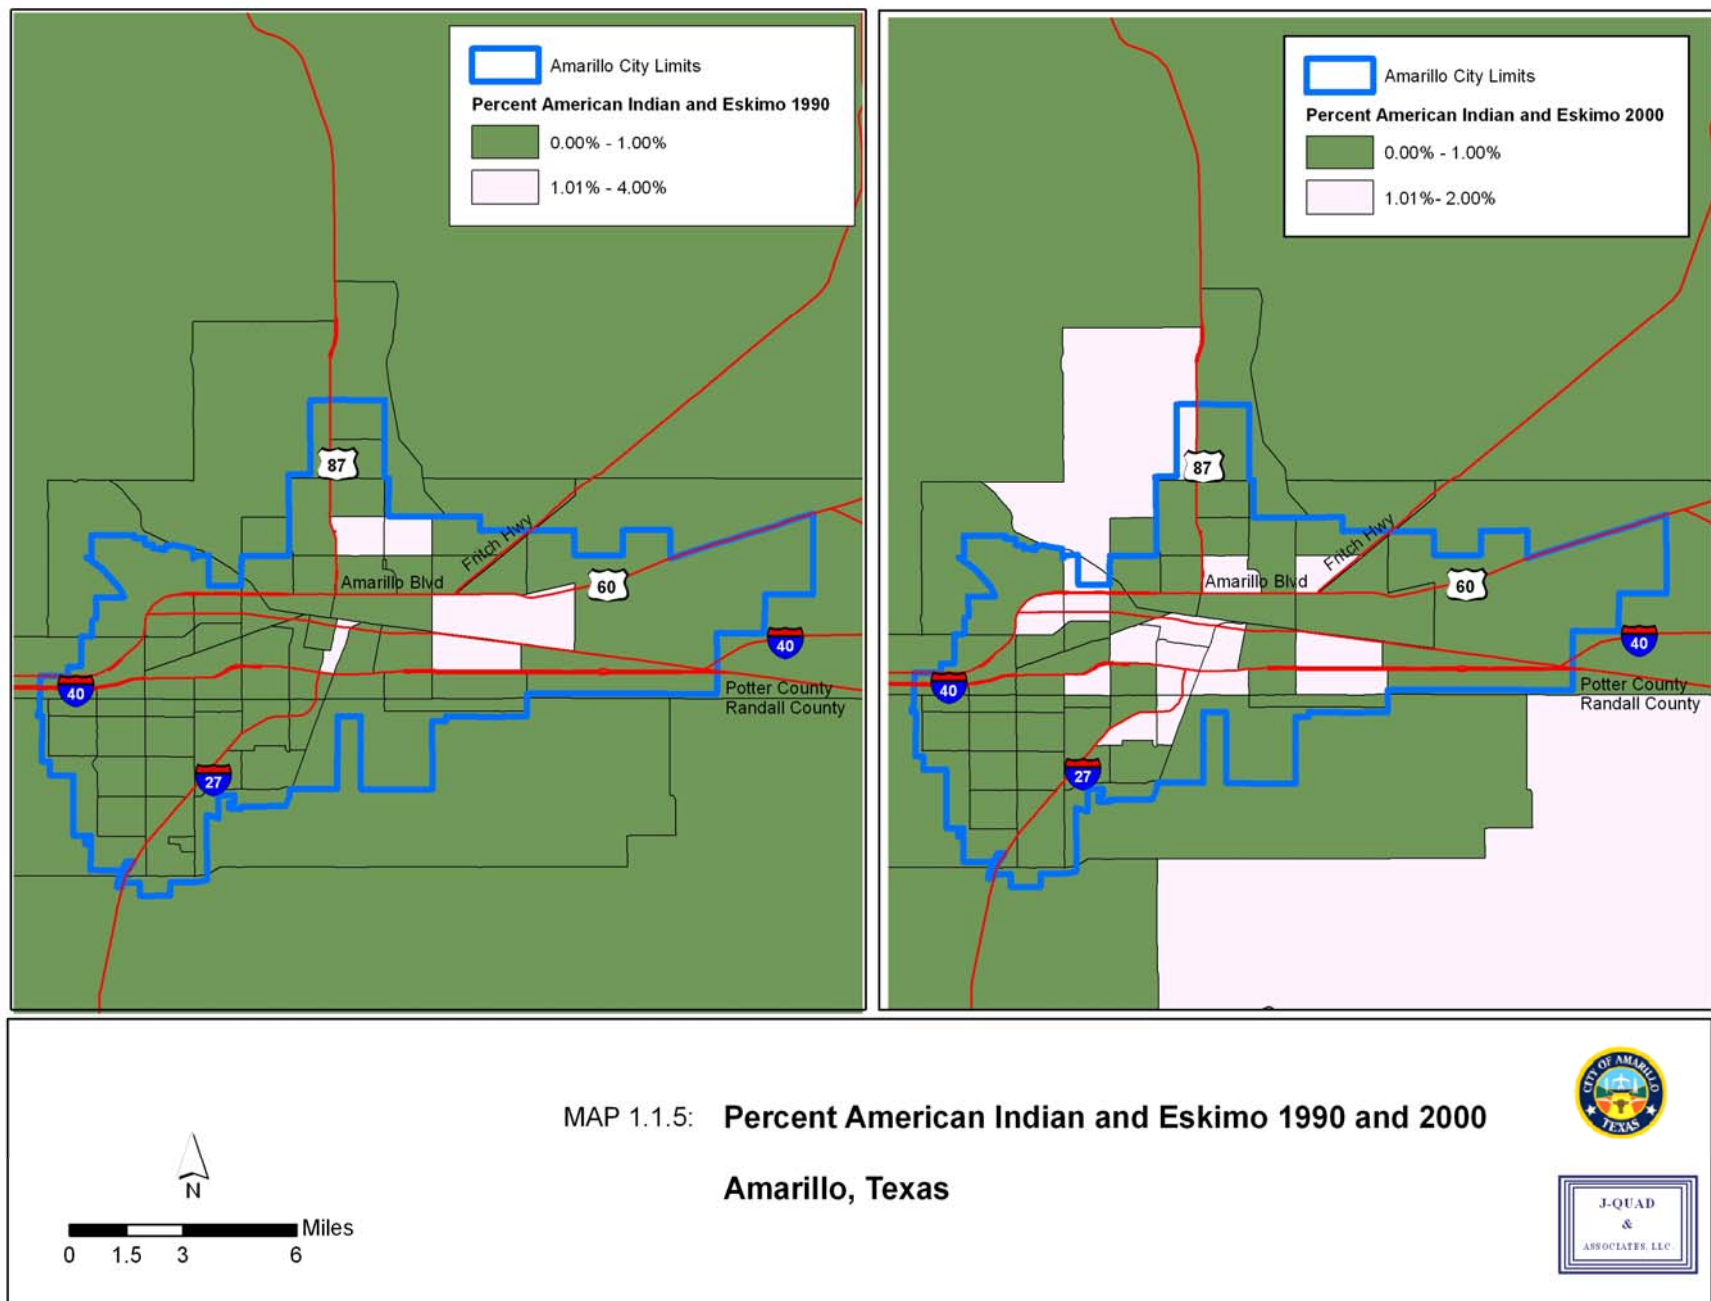 Amarillo City Limits
Percent American Indian and Eskimo 1990
0.00% - 1.00%
1.01% - 4.00%
87
Fritch Hwy
Amarillo Blvd
60
40
40
Potter County
Randall County
27
Amarillo City Limits
Percent American Indian and Eskimo 2000
0.00% - 1.00%
1.01%- 2.00%
87
Fritch Hwy
Amarillo Blvd
60
40
40
Potter County
Randall County
27
MAP 1.1.5: Percent American Indian and Eskimo 1990 and 2000
Amarillo, Texas
N
Miles
0 1.5 3 6
CITY OF AMARILLO
TEXAS
J-QUAD
&
ASSOCIATES, LLC.